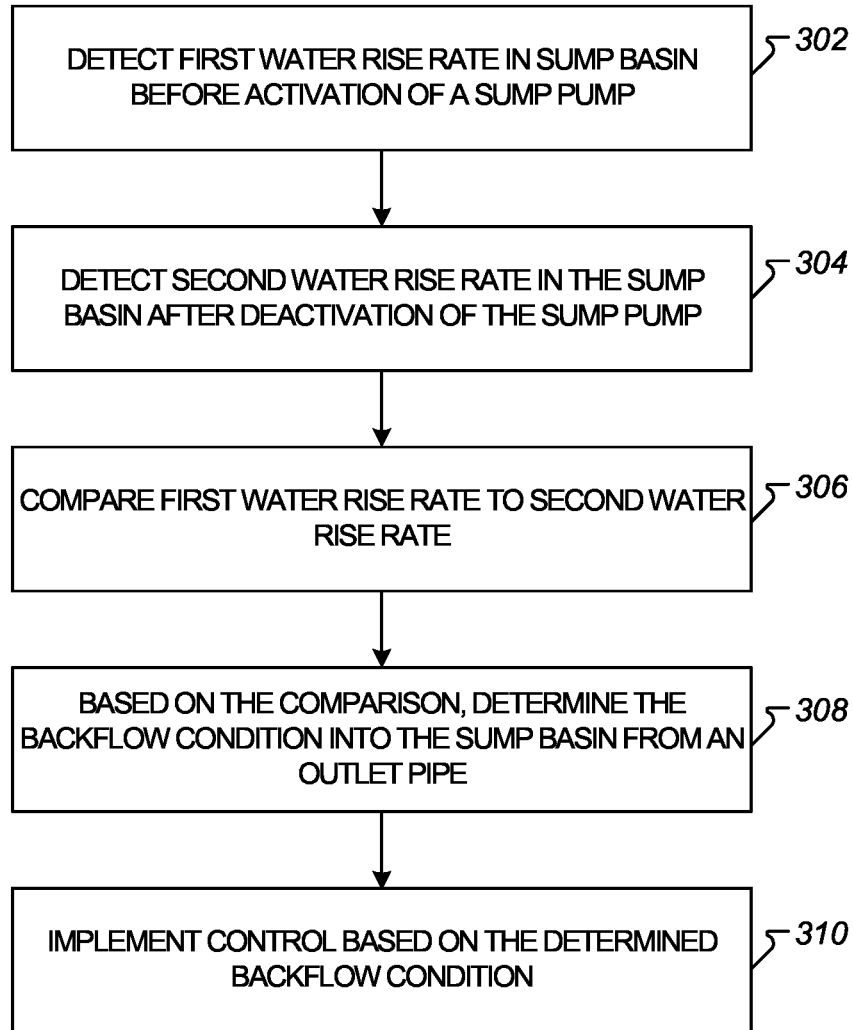 DETECT FIRST WATER RISE RATE IN SUMP BASIN
BEFORE ACTIVATION OF A SUMP PUMP
302
DETECT SECOND WATER RISE RATE IN THE SUMP
BASIN AFTER DEACTIVATION OF THE SUMP PUMP
304
COMPARE FIRST WATER RISE RATE TO SECOND WATER
RISE RATE
306
BASED ON THE COMPARISON, DETERMINE THE
BACKFLOW CONDITION INTO THE SUMP BASIN FROM AN
OUTLET PIPE
308
IMPLEMENT CONTROL BASED ON THE DETERMINED
BACKFLOW CONDITION
310